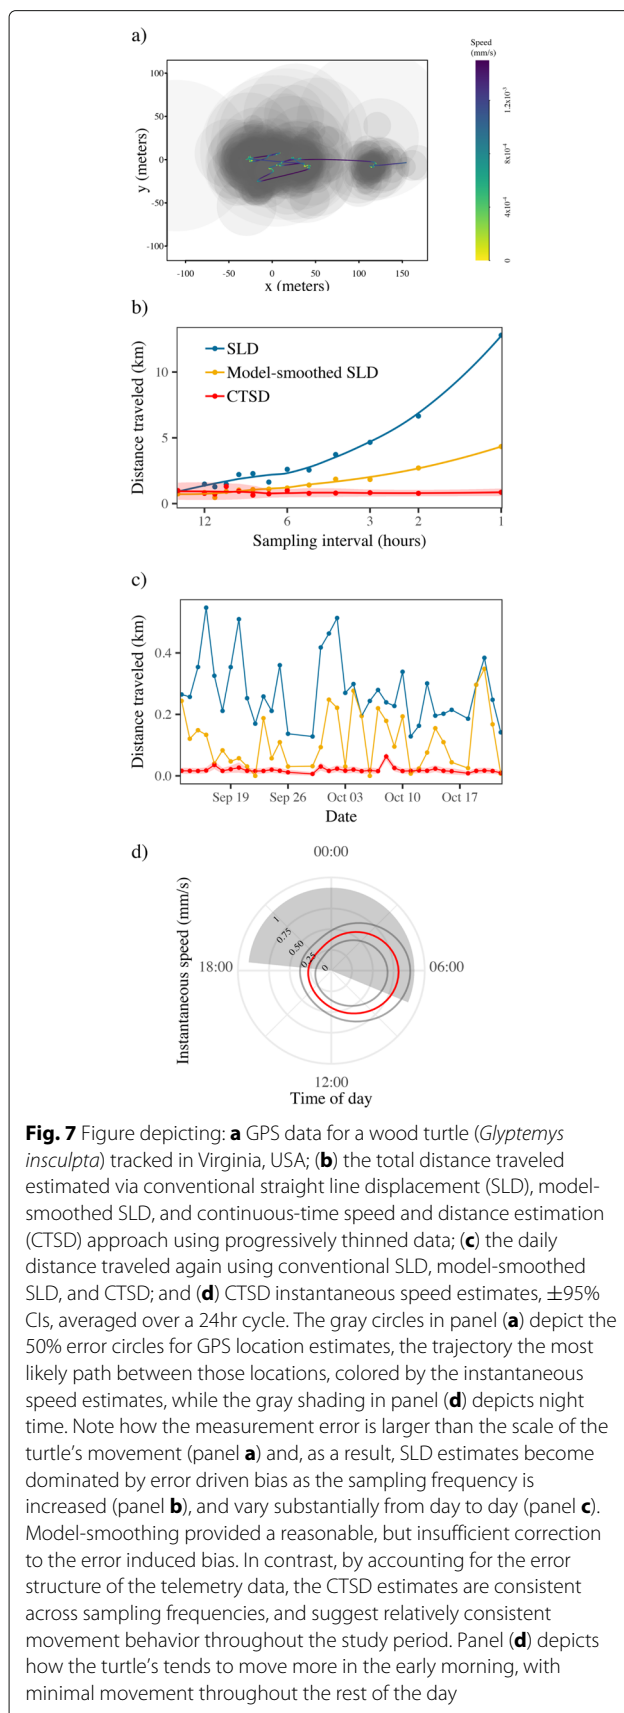 a)
Speed
(mm/s)
1.2x10⁻³
8x10⁻⁴
4x10⁻⁴
0
y (meters)
100
50
0
-50
-100
-100 -50 0 50 100 150
x (meters)
b)
SLD
Model-smoothed SLD
CTSD
Distance traveled (km)
10
5
0
12 6 3 2 1
Sampling interval (hours)
c)
Distance traveled (km)
0.4
0.2
0.0
Sep 19 Sep 26 Oct 03 Oct 10 Oct 17
Date
d)
00:00
Instantaneous speed (mm/s)
1
0.75
0.50
0.25
0
18:00
06:00
12:00
Time of day
Fig. 7 Figure depicting: a GPS data for a wood turtle (Glyptemys
insculpta) tracked in Virginia, USA; (b) the total distance traveled
estimated via conventional straight line displacement (SLD), model-
smoothed SLD, and continuous-time speed and distance estimation
(CTSD) approach using progressively thinned data; (c) the daily
distance traveled again using conventional SLD, model-smoothed
SLD, and CTSD; and (d) CTSD instantaneous speed estimates, ±95%
CIs, averaged over a 24hr cycle. The gray circles in panel (a) depict the
50% error circles for GPS location estimates, the trajectory the most
likely path between those locations, colored by the instantaneous
speed estimates, while the gray shading in panel (d) depicts night
time. Note how the measurement error is larger than the scale of the
turtle's movement (panel a) and, as a result, SLD estimates become
dominated by error driven bias as the sampling frequency is
increased (panel b), and vary substantially from day to day (panel c).
Model-smoothing provided a reasonable, but insufficient correction
to the error induced bias. In contrast, by accounting for the error
structure of the telemetry data, the CTSD estimates are consistent
across sampling frequencies, and suggest relatively consistent
movement behavior throughout the study period. Panel (d) depicts
how the turtle's tends to move more in the early morning, with
minimal movement throughout the rest of the day